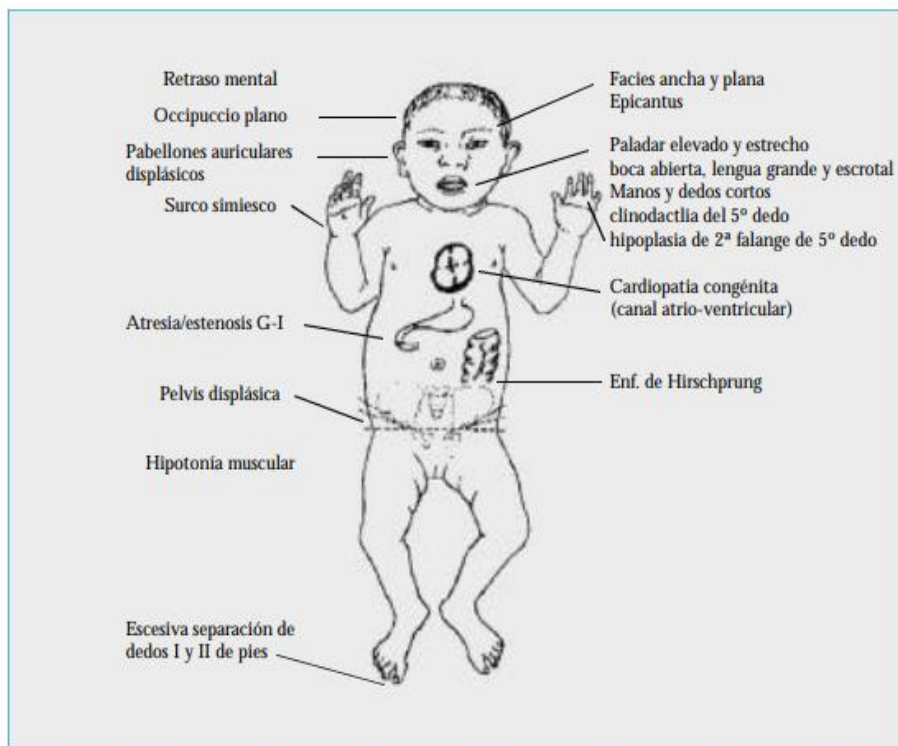 Retraso mental
Occipuccio plano
Pabellones auriculares
displásicos
Surco simiesco
Atresia/estenosis G-I
Pelvis displásica
Hipotonía muscular
Escesiva separación de
dedos I y II de pies
Facies ancha y plana
Epicantus
Paladar elevado y estrecho
boca abierta, lengua grande y escrotal
Manos y dedos cortos
clinodactlia del 5º dedo
hipoplasia de 2ª falange de 5º dedo
Cardiopatia congénita
(canal atrio-ventricular)
Enf. de Hirschprung